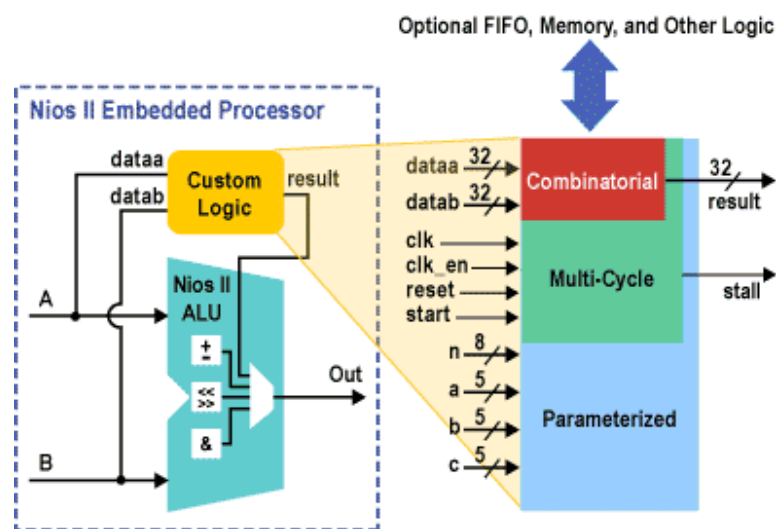 Optional FIFO, Memory, and Other Logic
Nios II Embedded Processor
dataa
datab
Custom
Logic
result
A
Nios II
ALU
+
-
<<
>>
&
Out
B
dataa
32
datab
32
clk
clk_en
reset
start
n
8
a
5
b
5
c
5
Combinatorial
Multi-Cycle
Parameterized
32
result
stall